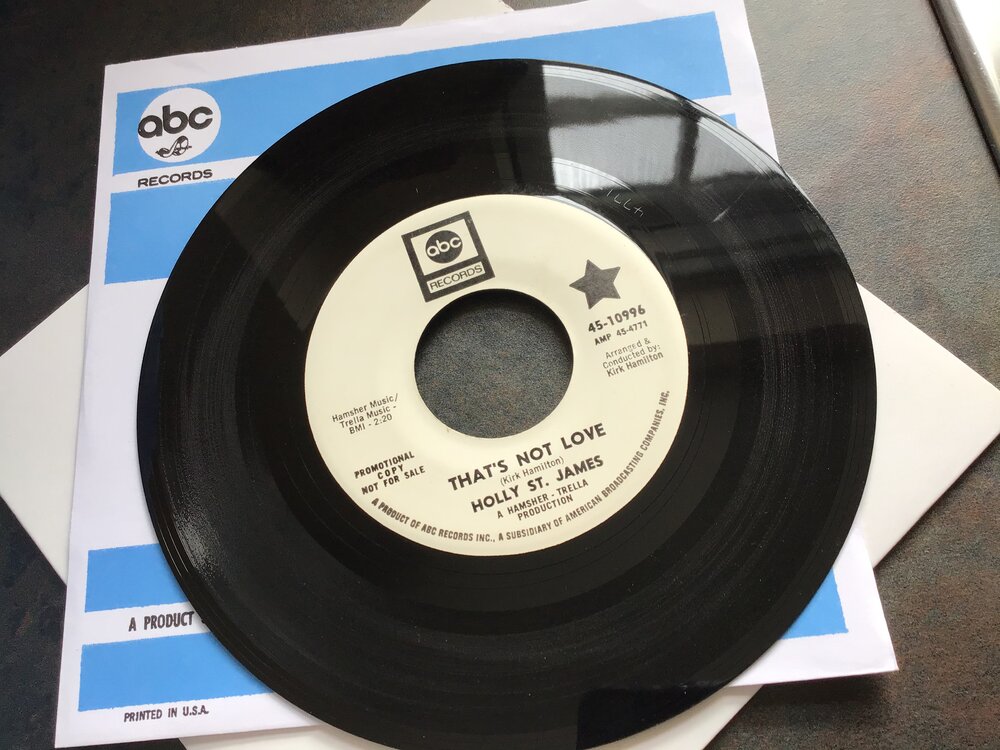 abc
RECORDS
abc
RECORDS
45-10996
AMP 45-4771
Arranged &
Conducted by:
Kirk Hamilton
Hamsher Music/
Trella Music -
BMI - 2:20
PROMOTIONAL
COPY
NOT FOR SALE
THAT'S NOT LOVE
(Kirk Hamilton)
HOLLY ST. JAMES
A HAMSHER - TRELLA
PRODUCTION
A PRODUCT OF ABC RECORDS INC., A SUBSIDIARY OF AMERICAN BROADCASTING COMPANIES, INC.
A PRODUCT
PRINTED IN U.S.A.